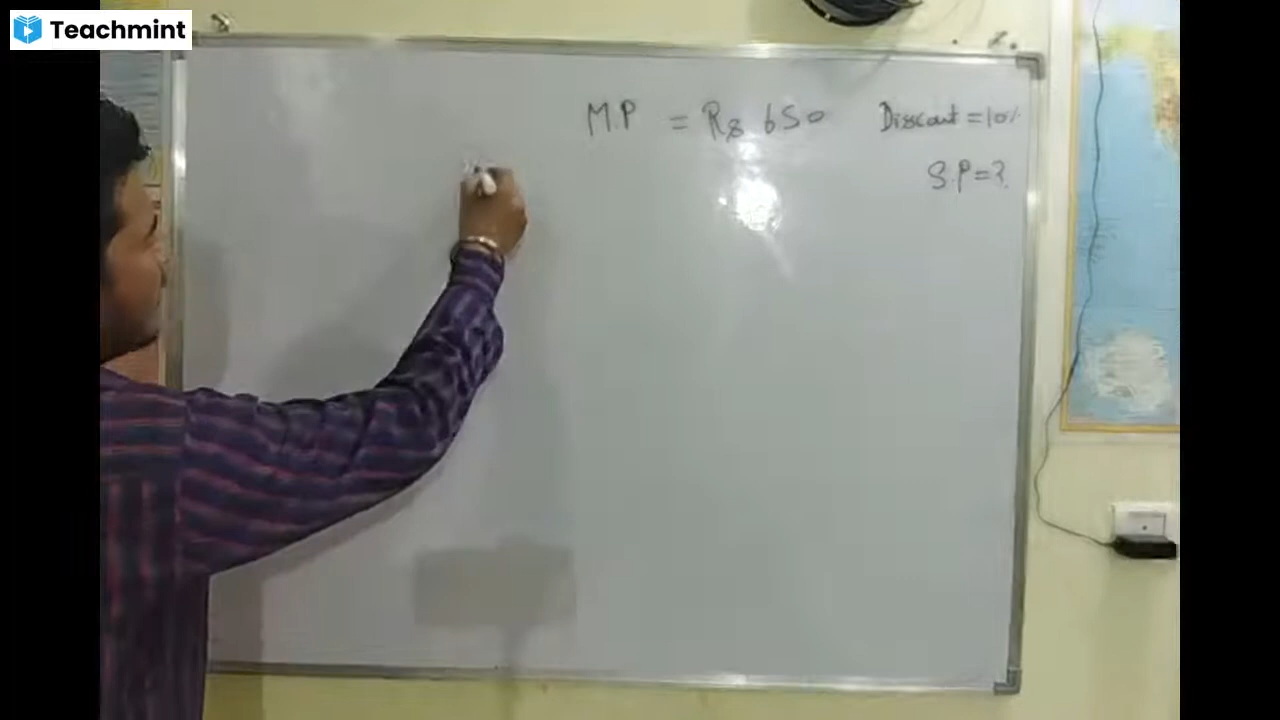 Teachmint
M.P = Rs 650 Discount = 10%
S.P = ?